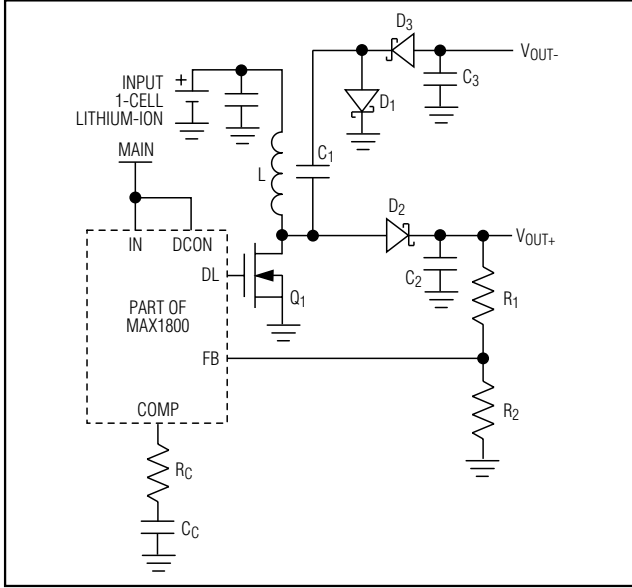 D3
VOUT-
C3
D1
INPUT +
1-CELL
LITHIUM-ION
MAIN
C1
L
D2
VOUT+
IN DCON
C2
DL
Q1
R1
PART OF
MAX1800
FB
COMP
R2
RC
CC